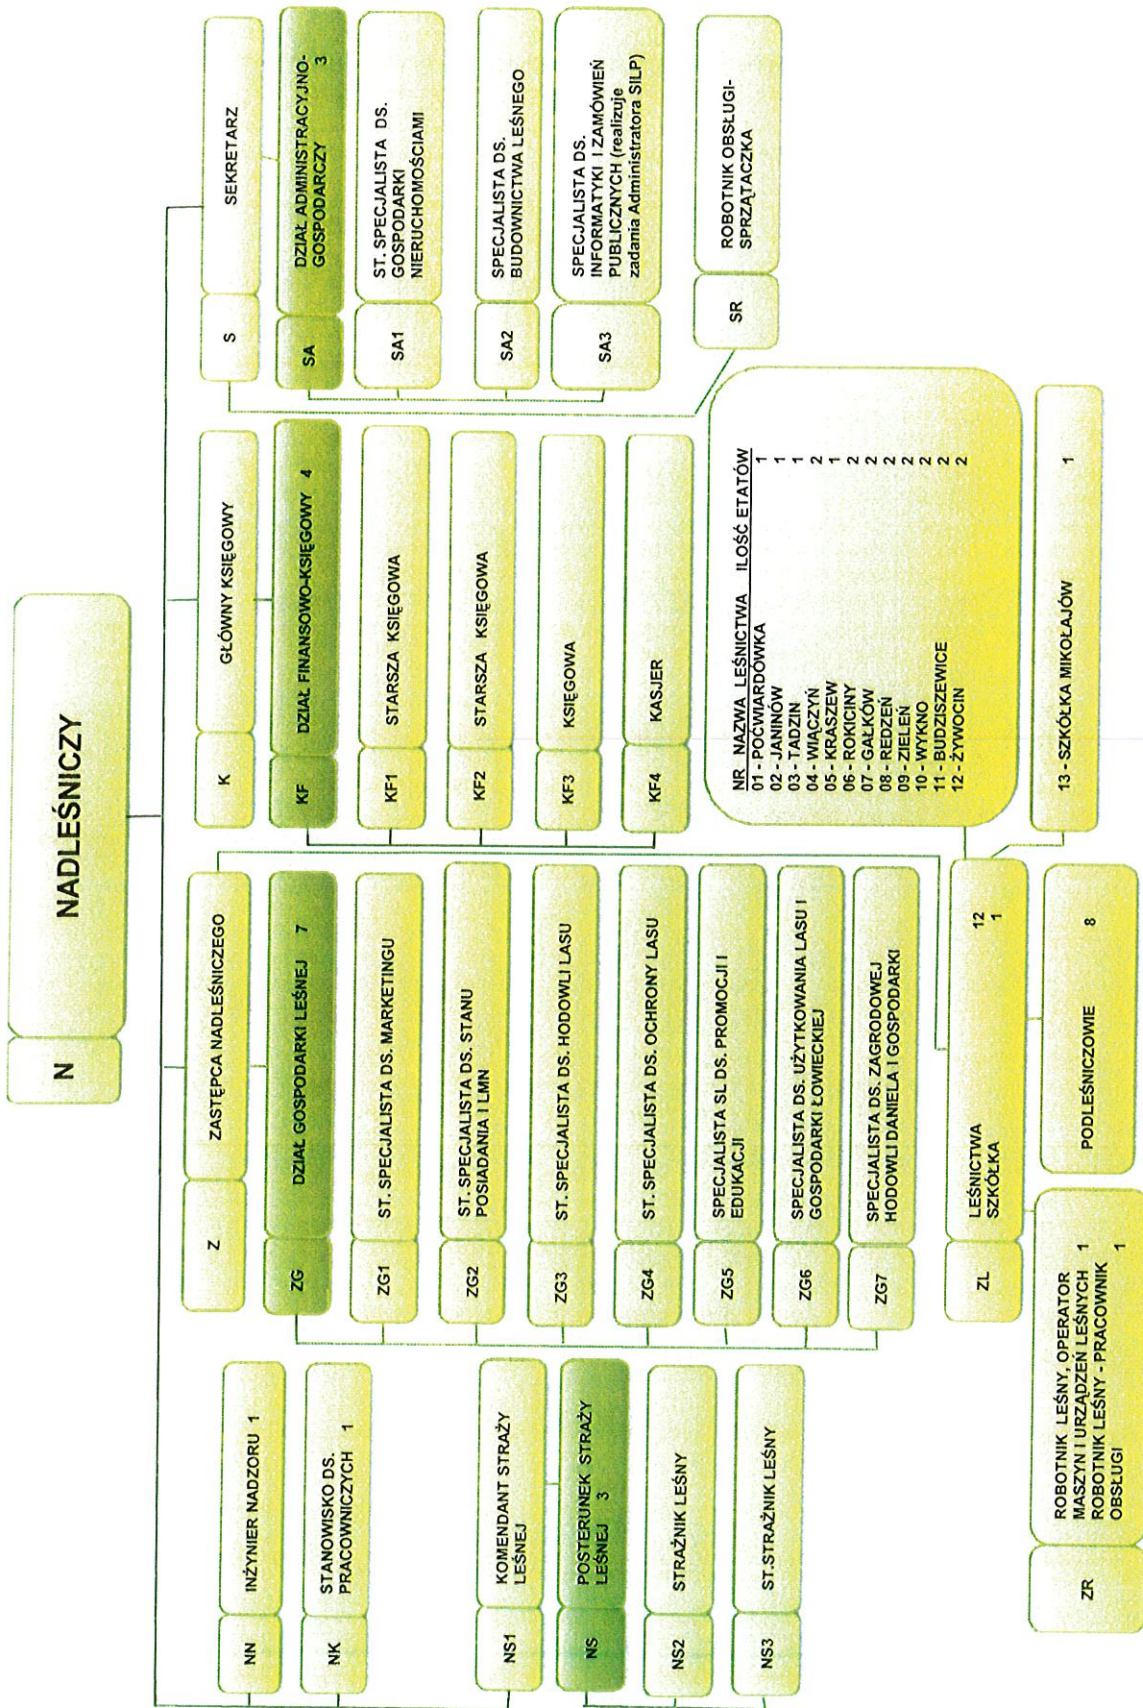 N NADLEŚNICZY
NN INŻYNIER NADZORU 1
NK STANOWISKO DS.
PRACOWNICZYCH 1
NS1 KOMENDANT STRAŻY
LEŚNEJ
NS POSTERUNEK STRAŻY
LEŚNEJ 3
NS2 STRAŻNIK LEŚNY
NS3 ST.STRAŻNIK LEŚNY
Z ZASTĘPCA NADLEŚNICZEGO
ZG DZIAŁ GOSPODARKI LEŚNEJ 7
ZG1 ST. SPECJALISTA DS. MARKETINGU
ZG2 ST. SPECJALISTA DS. STANU
POSIADANIA I LMN
ZG3 ST. SPECJALISTA DS. HODOWLI LASU
ZG4 ST. SPECJALISTA DS. OCHRONY LASU
ZG5 SPECJALISTA SL DS. PROMOCJI I
EDUKACJI
ZG6 SPECJALISTA DS. UŻYTKOWANIA LASU I
GOSPODARKI ŁOWIECKIEJ
ZG7 SPECJALISTA DS. ZAGRODOWEJ
HODOWLI DANIELA I GOSPODARKI
ZL LEŚNICTWA 12
SZKÓŁKA 1
ZR ROBOTNIK LEŚNY, OPERATOR
MASZYN I URZĄDZEŃ LEŚNYCH 1
ROBOTNIK LEŚNY - PRACOWNIK
OBSŁUGI 1
PODLEŚNICZOWIE 8
K GŁÓWNY KSIĘGOWY
KF DZIAŁ FINANSOWO-KSIĘGOWY 4
KF1 STARSZA KSIĘGOWA
KF2 STARSZA KSIĘGOWA
KF3 KSIĘGOWA
KF4 KASJER
NR NAZWA LEŚNICTWA ILOŚĆ ETATÓW
01 - POĆWIARDÓWKA 1
02 - JANINÓW 1
03 - TADZIN 1
04 - WIĄCZYŃ 2
05 - KRASZEW 1
06 - ROKICINY 2
07 - GAŁKÓW 2
08 - REDZEŃ 2
09 - ZIELEŃ 2
10 - WYKNO 2
11 - BUDZISZEWICE 2
12 - ŻYWOCIN 2
13 - SZKÓŁKA MIKOŁAJÓW 1
S SEKRETARZ
SA DZIAŁ ADMINISTRACYJNO-
GOSPODARCZY 3
SA1 ST. SPECJALISTA DS.
GOSPODARKI
NIERUCHOMOŚCIAMI
SA2 SPECJALISTA DS.
BUDOWNICTWA LEŚNEGO
SA3 SPECJALISTA DS.
INFORMATYKI I ZAMÓWIEŃ
PUBLICZNYCH (realizuje
zadania Administratora SILP)
SR ROBOTNIK OBSŁUGI-
SPRZĄTACZKA